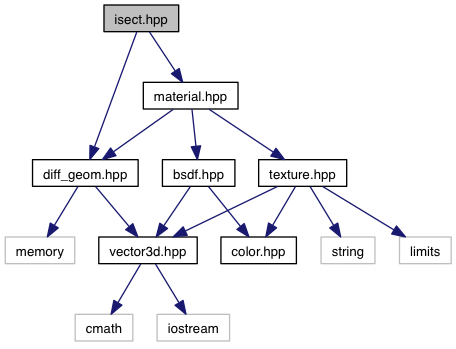 isect.hpp
material.hpp
diff_geom.hpp
bsdf.hpp
texture.hpp
memory
vector3d.hpp
color.hpp
string
limits
cmath
iostream